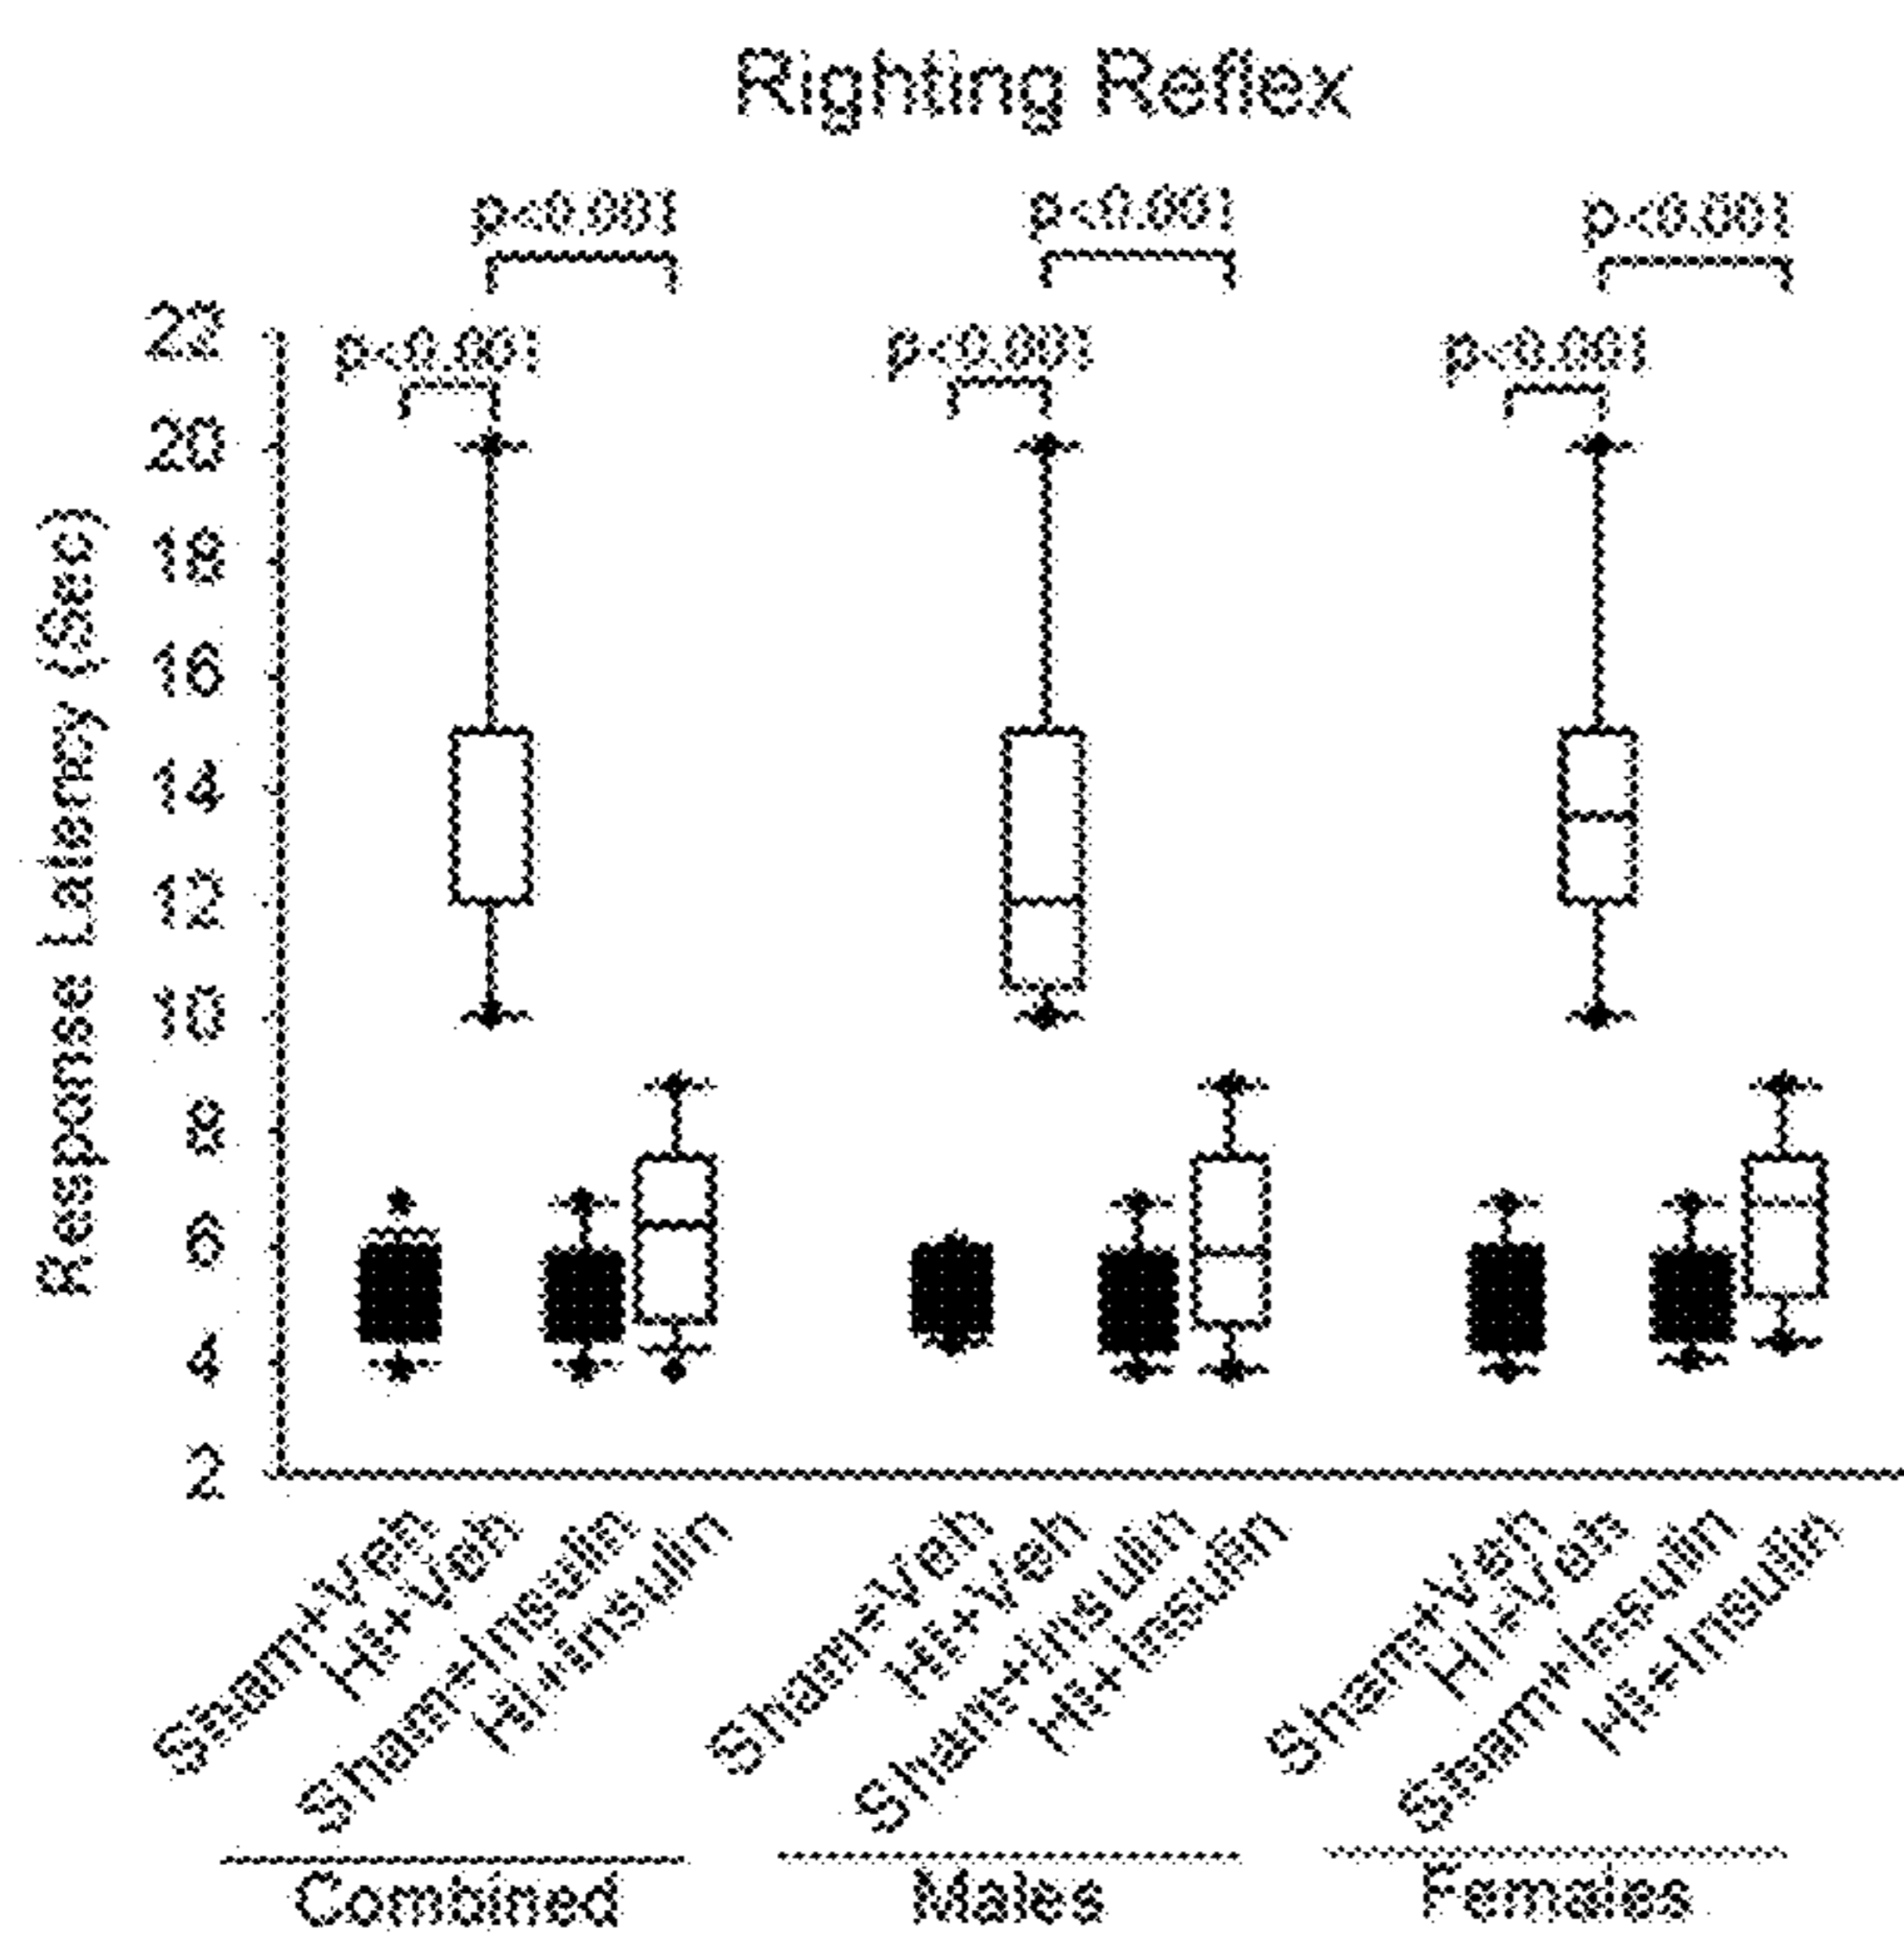 Righting Reflex
p<0.001 p<0.001 p<0.001
p<0.001 p<0.001 p<0.001
Response Latency (Sec)
22
20
18
16
14
12
10
8
6
4
2
Sham+Veh
HI+Veh
Sham+Insulin
HI+Insulin
Sham+Veh
HI+Veh
Sham+Insulin
HI+Insulin
Sham+Veh
HI+Veh
Sham+Insulin
HI+Insulin
Combined Males Females